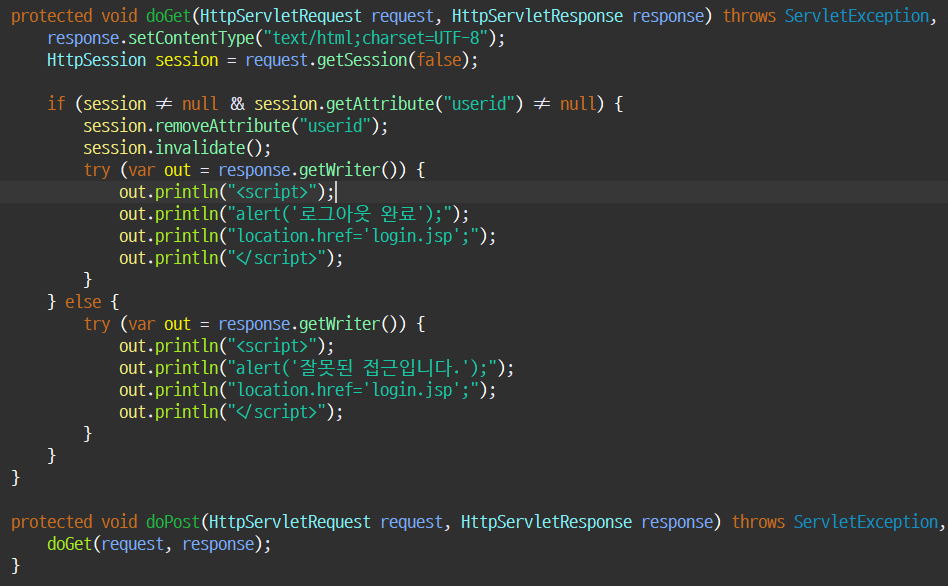 protected void doGet(HttpServletRequest request, HttpServletResponse response) throws ServletException,
    response.setContentType("text/html;charset=UTF-8");
    HttpSession session = request.getSession(false);

    if (session != null && session.getAttribute("userid") != null) {
        session.removeAttribute("userid");
        session.invalidate();
        try (var out = response.getWriter()) {
            out.println("<script>");
            out.println("alert('로그아웃 완료');");
            out.println("location.href='login.jsp';");
            out.println("</script>");
        }
    } else {
        try (var out = response.getWriter()) {
            out.println("<script>");
            out.println("alert('잘못된 접근입니다.');");
            out.println("location.href='login.jsp';");
            out.println("</script>");
        }
    }
}

protected void doPost(HttpServletRequest request, HttpServletResponse response) throws ServletException,
    doGet(request, response);
}